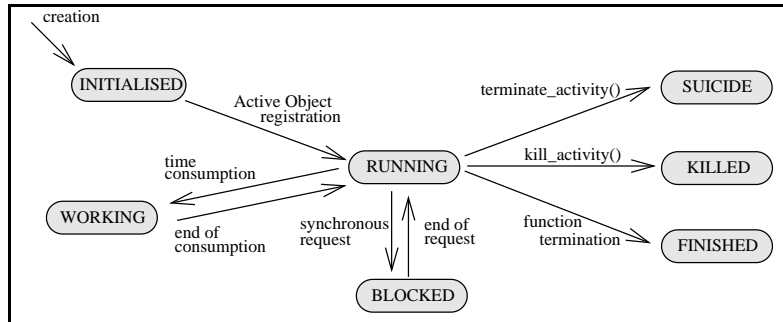 creation
INITIALISED
Active Object
registration
terminate_activity()
SUICIDE
time
consumption
RUNNING
kill_activity()
KILLED
WORKING
end of
consumption
synchronous
request
end of
request
function
termination
FINISHED
BLOCKED